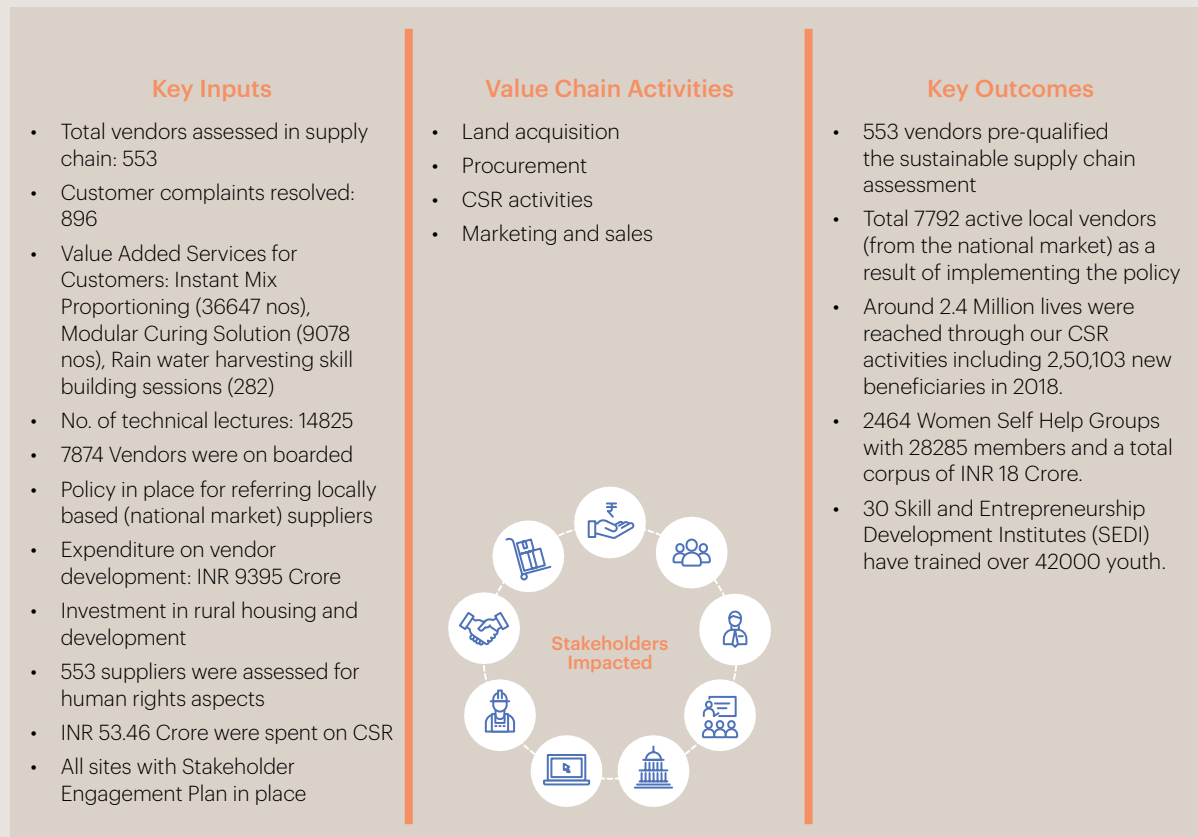 Key Inputs
• Total vendors assessed in supply
chain: 553
• Customer complaints resolved:
896
• Value Added Services for
Customers: Instant Mix
Proportioning (36647 nos),
Modular Curing Solution (9078
nos), Rain water harvesting skill
building sessions (282)
• No. of technical lectures: 14825
• 7874 Vendors were on boarded
• Policy in place for referring locally
based (national market) suppliers
• Expenditure on vendor
development: INR 9395 Crore
• Investment in rural housing and
development
• 553 suppliers were assessed for
human rights aspects
• INR 53.46 Crore were spent on CSR
• All sites with Stakeholder
Engagement Plan in place
Value Chain Activities
• Land acquisition
• Procurement
• CSR activities
• Marketing and sales
₹
Stakeholders
Impacted
Key Outcomes
• 553 vendors pre-qualified
the sustainable supply chain
assessment
• Total 7792 active local vendors
(from the national market) as a
result of implementing the policy
• Around 2.4 Million lives were
reached through our CSR
activities including 2,50,103 new
beneficiaries in 2018.
• 2464 Women Self Help Groups
with 28285 members and a total
corpus of INR 18 Crore.
• 30 Skill and Entrepreneurship
Development Institutes (SEDI)
have trained over 42000 youth.